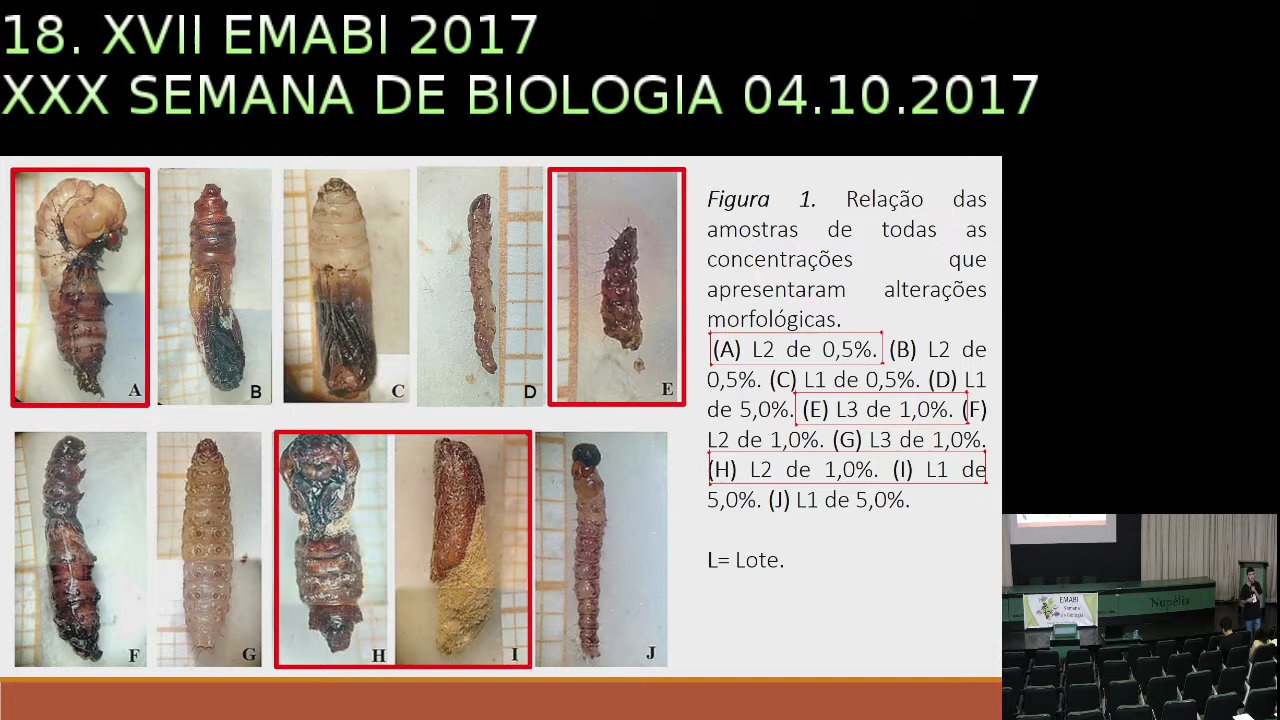 18. XVII EMABI 2017
XXX SEMANA DE BIOLOGIA 04.10.2017
A
B
C
D
E
F
G
H
I
J
Figura 1. Relação das
amostras de todas as
concentrações que
apresentaram alterações
morfológicas.
(A) L2 de 0,5%. (B) L2 de
0,5%. (C) L1 de 0,5%. (D) L1
de 5,0%. (E) L3 de 1,0%. (F)
L2 de 1,0%. (G) L3 de 1,0%.
(H) L2 de 1,0%. (I) L1 de
5,0%. (J) L1 de 5,0%.
L= Lote.
EMABI
Semana
de Biologia
Nupélia